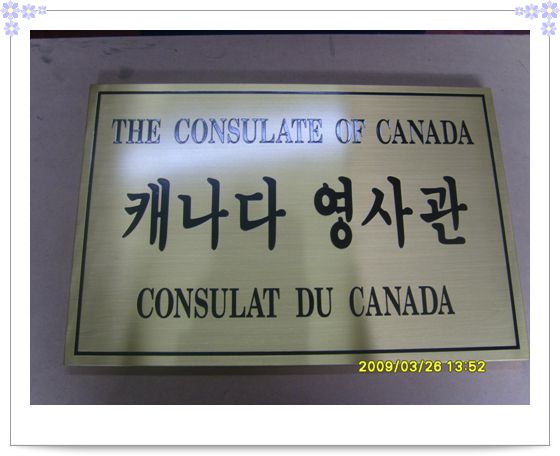 THE CONSULATE OF CANADA
캐나다 영사관
CONSULAT DU CANADA
2009/03/26 13:52